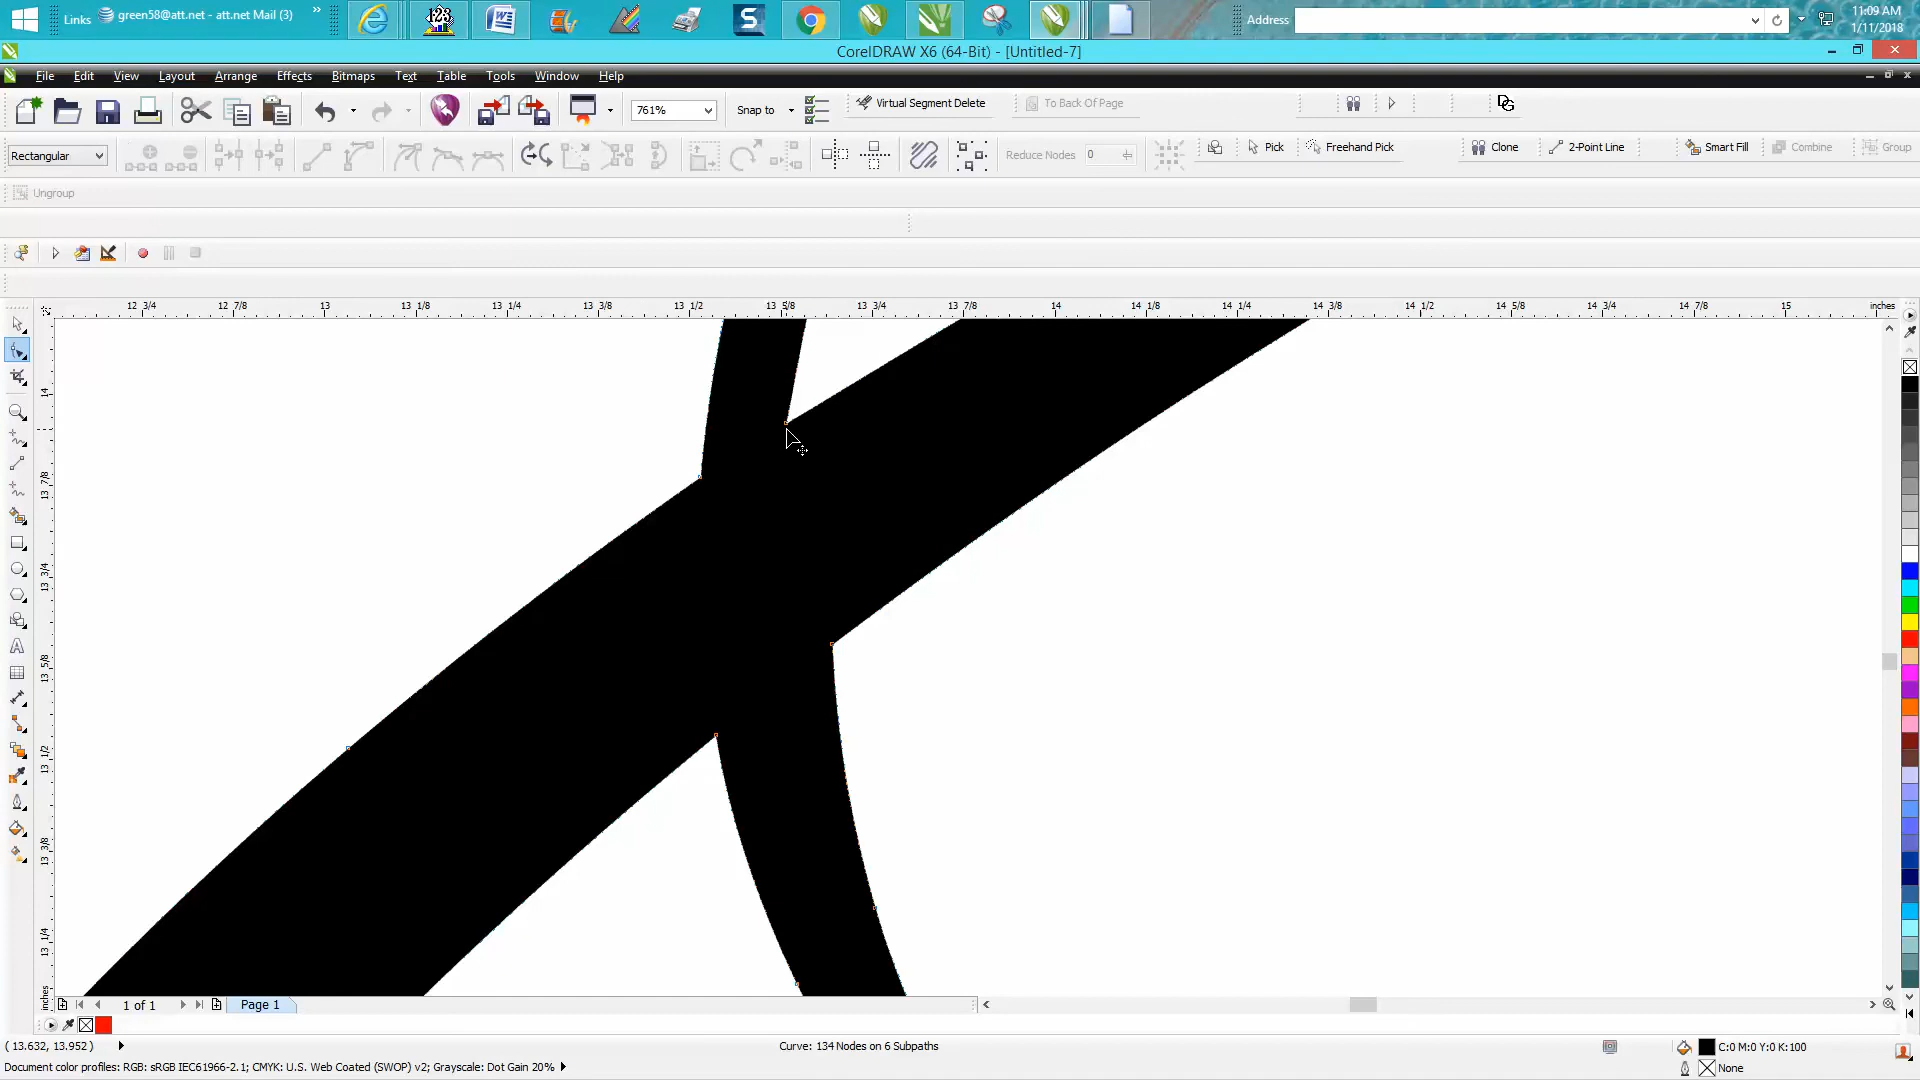 Links green58@att.net - att.net Mail (3) » Address 11:09 AM
1/11/2018
CorelDRAW X6 (64-Bit) - [Untitled-7]
File Edit View Layout Arrange Effects Bitmaps Text Table Tools Window Help
761% Snap to Virtual Segment Delete To Back Of Page
Rectangular Reduce Nodes 0 Pick Freehand Pick Clone 2-Point Line Smart Fill Combine Group
Ungroup
12 3/4 12 7/8 13 13 1/8 13 1/4 13 3/8 13 1/2 13 5/8 13 3/4 13 7/8 14 14 1/8 14 1/4 14 3/8 14 1/2 14 5/8 14 3/4 14 7/8 15 inches
14
13 7/8
13 3/4
13 5/8
13 1/2
13 3/8
13 1/4
inches
1 of 1 Page 1
( 13.632, 13.952 ) Curve: 134 Nodes on 6 Subpaths C:0 M:0 Y:0 K:100
Document color profiles: RGB: sRGB IEC61966-2.1; CMYK: U.S. Web Coated (SWOP) v2; Grayscale: Dot Gain 20% None